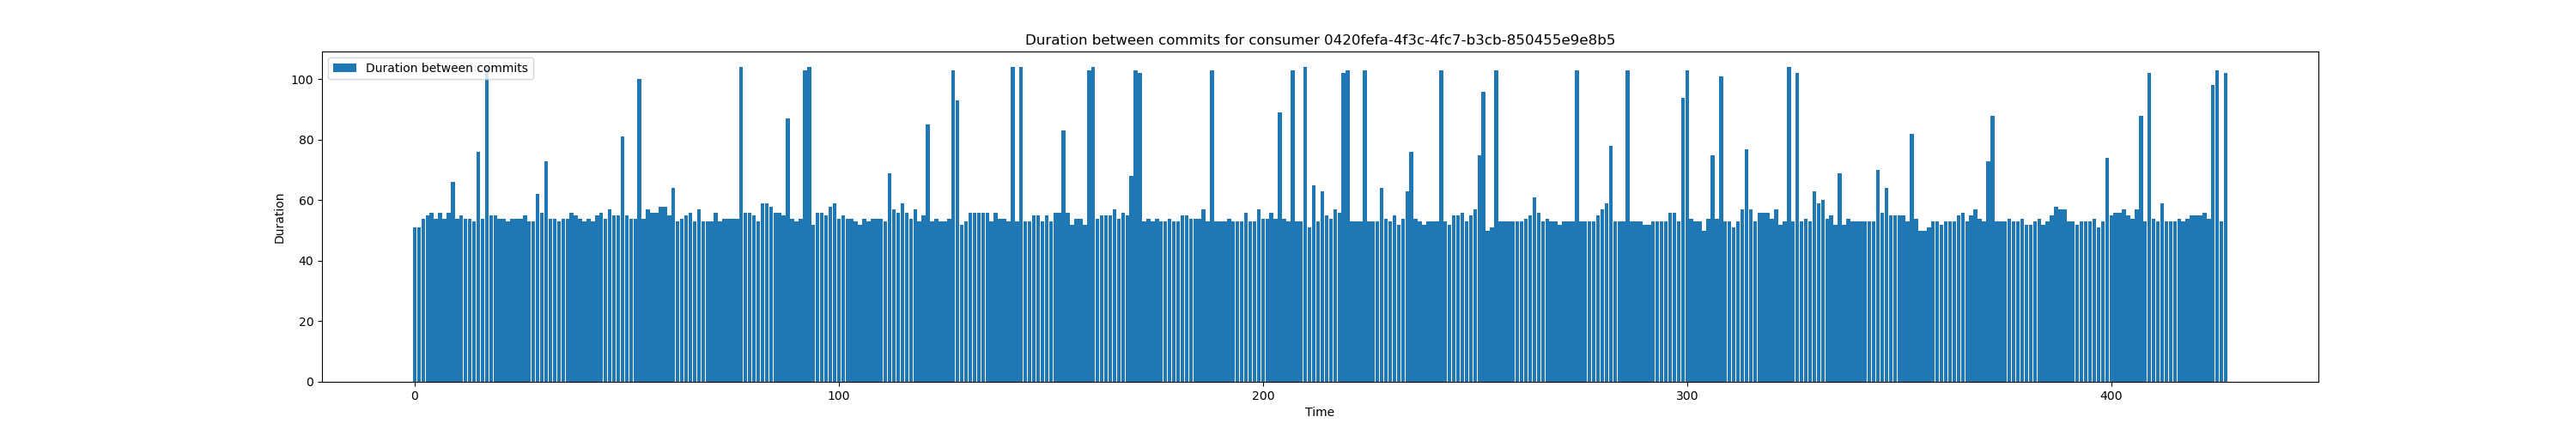 Duration between commits for consumer 0420fefa-4f3c-4fc7-b3cb-850455e9e8b5
Duration between commits
100
80
60
40
20
0
Duration
0 100 200 300 400
Time